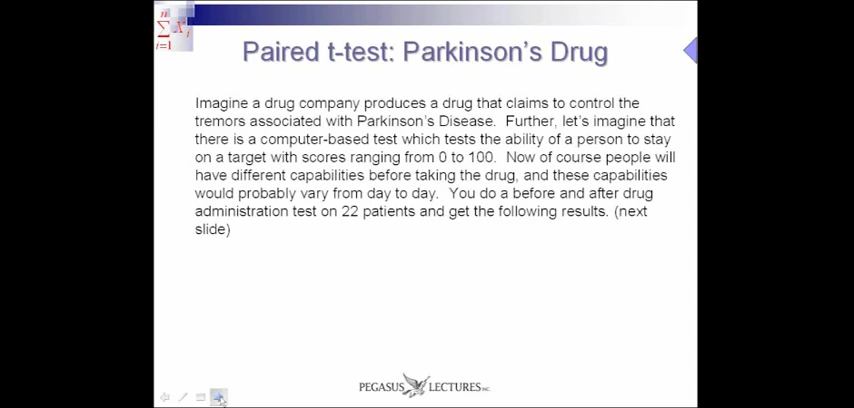 n
∑ X i
i=1
Paired t-test: Parkinson's Drug
Imagine a drug company produces a drug that claims to control the
tremors associated with Parkinson's Disease. Further, let's imagine that
there is a computer-based test which tests the ability of a person to stay
on a target with scores ranging from 0 to 100. Now of course people will
have different capabilities before taking the drug, and these capabilities
would probably vary from day to day. You do a before and after drug
administration test on 22 patients and get the following results. (next
slide)
PEGASUS LECTURES INC.